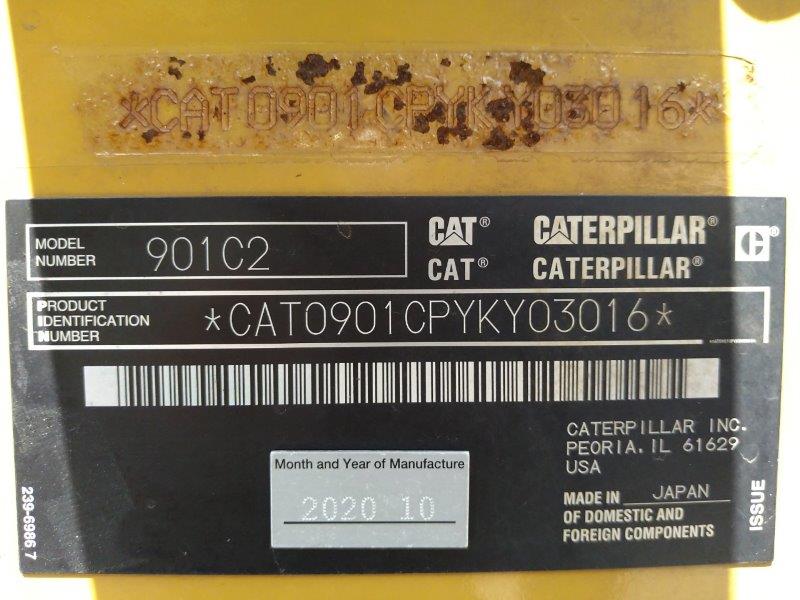 *CAT0901CPYKY03016*
MODEL NUMBER 901C2
CAT® CATERPILLAR® C®
CAT® CATERPILLAR®
PRODUCT IDENTIFICATION NUMBER *CAT0901CPYKY03016*
CATERPILLAR INC.
PEORIA, IL 61629
USA
Month and Year of Manufacture
2020 10
MADE IN JAPAN
OF DOMESTIC AND
FOREIGN COMPONENTS
239-6986 7
ISSUE